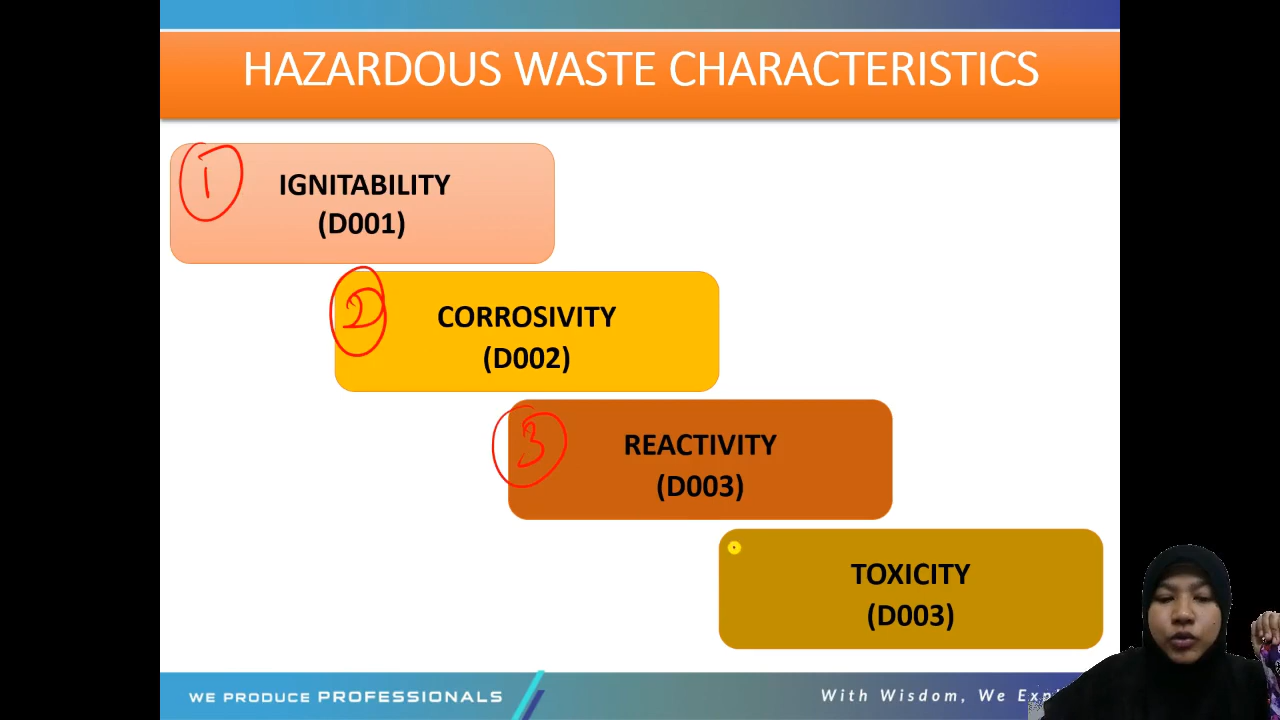 HAZARDOUS WASTE CHARACTERISTICS
1
IGNITABILITY
(D001)
2
CORROSIVITY
(D002)
3
REACTIVITY
(D003)
TOXICITY
(D003)
WE PRODUCE PROFESSIONALS
With Wisdom, We